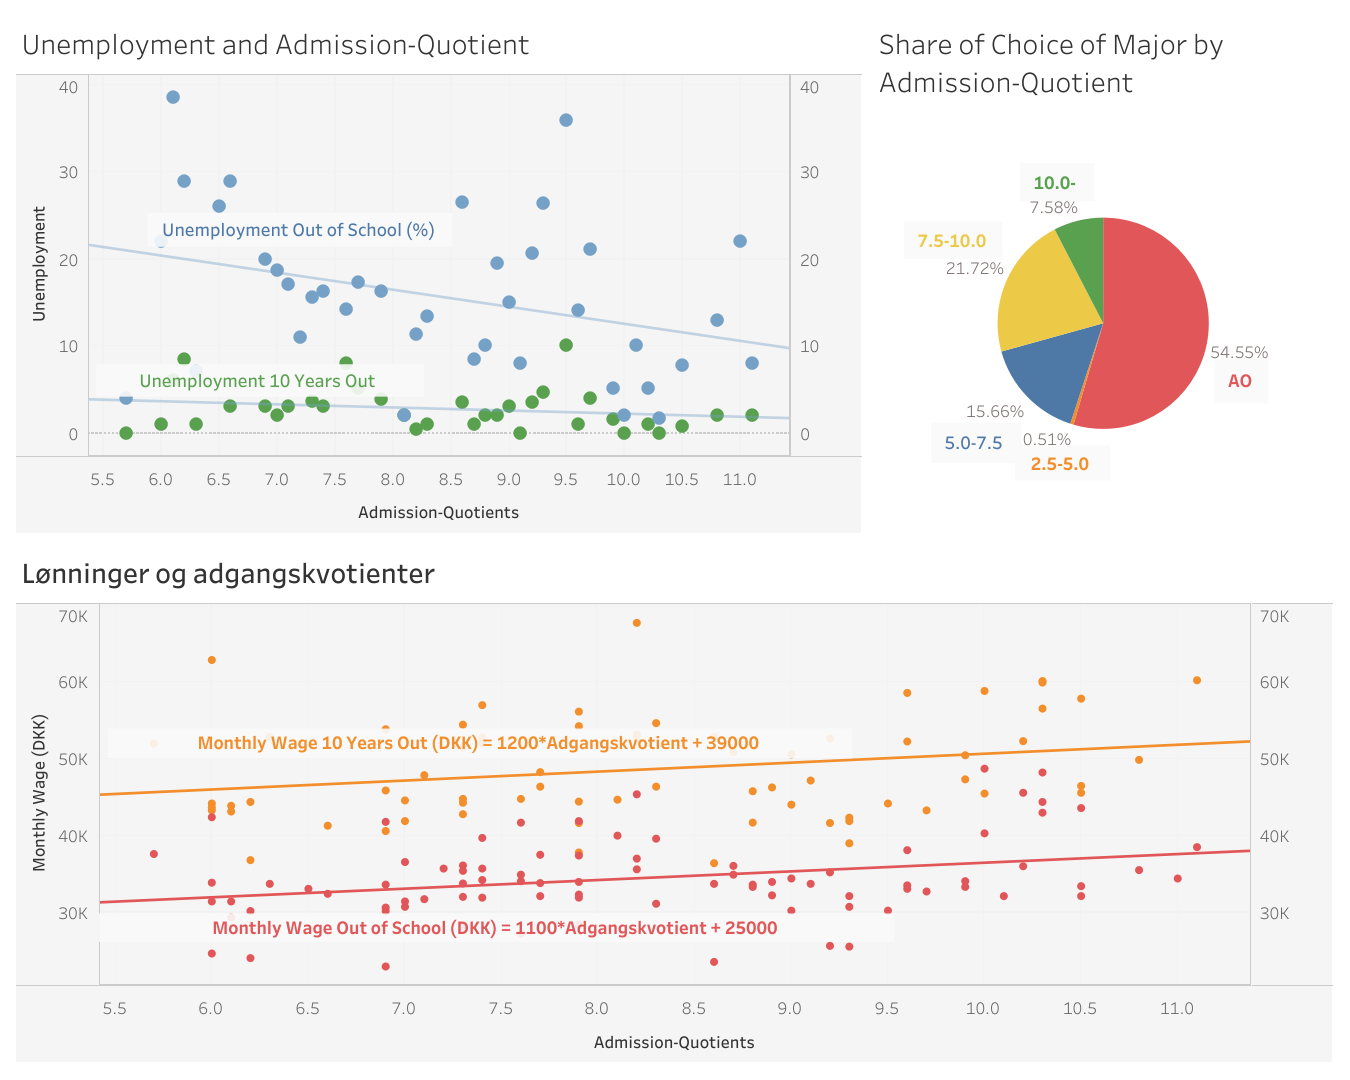 Unemployment and Admission-Quotient
40
30
20
10
0
Unemployment
Unemployment Out of School (%)
Unemployment 10 Years Out
40
30
20
10
0
5.5 6.0 6.5 7.0 7.5 8.0 8.5 9.0 9.5 10.0 10.5 11.0
Admission-Quotients
Share of Choice of Major by
Admission-Quotient
10.0-
7.58%
7.5-10.0
21.72%
54.55%
AO
15.66%
5.0-7.5
0.51%
2.5-5.0
Lønninger og adgangskvotienter
70K
60K
50K
40K
30K
Monthly Wage (DKK)
Monthly Wage 10 Years Out (DKK) = 1200*Adgangskvotient + 39000
Monthly Wage Out of School (DKK) = 1100*Adgangskvotient + 25000
70K
60K
50K
40K
30K
5.5 6.0 6.5 7.0 7.5 8.0 8.5 9.0 9.5 10.0 10.5 11.0
Admission-Quotients